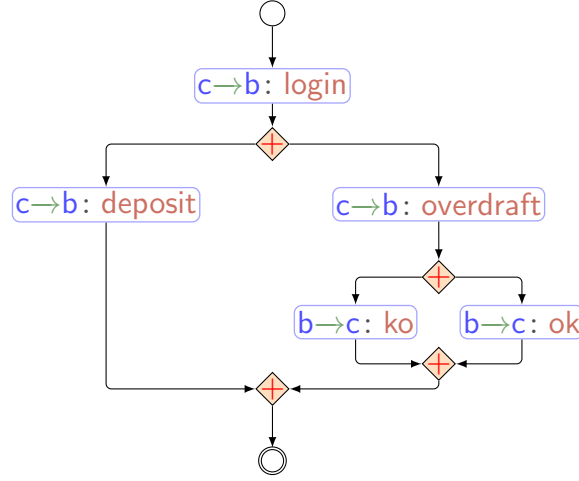 c→b: login
c→b: deposit
c→b: overdraft
b→c: ko
b→c: ok